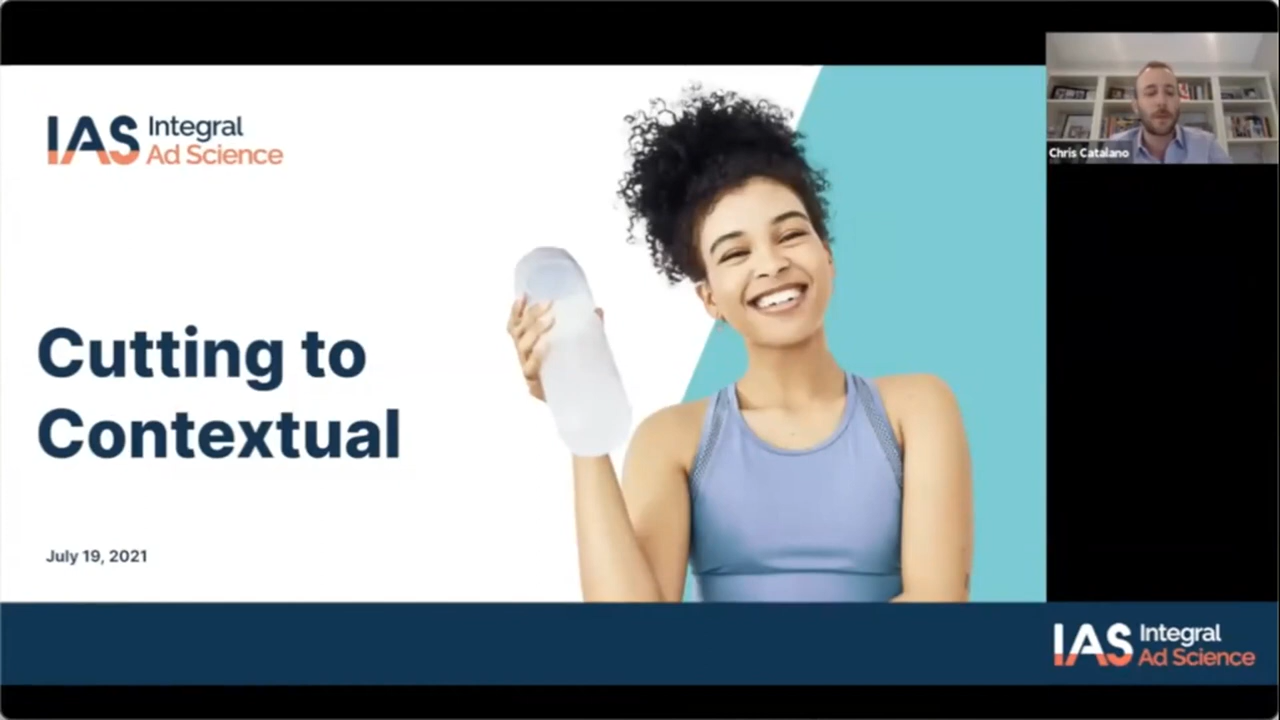 IAS Integral
Ad Science
Cutting to
Contextual
July 19, 2021
Chris Catalano
IAS Integral
Ad Science